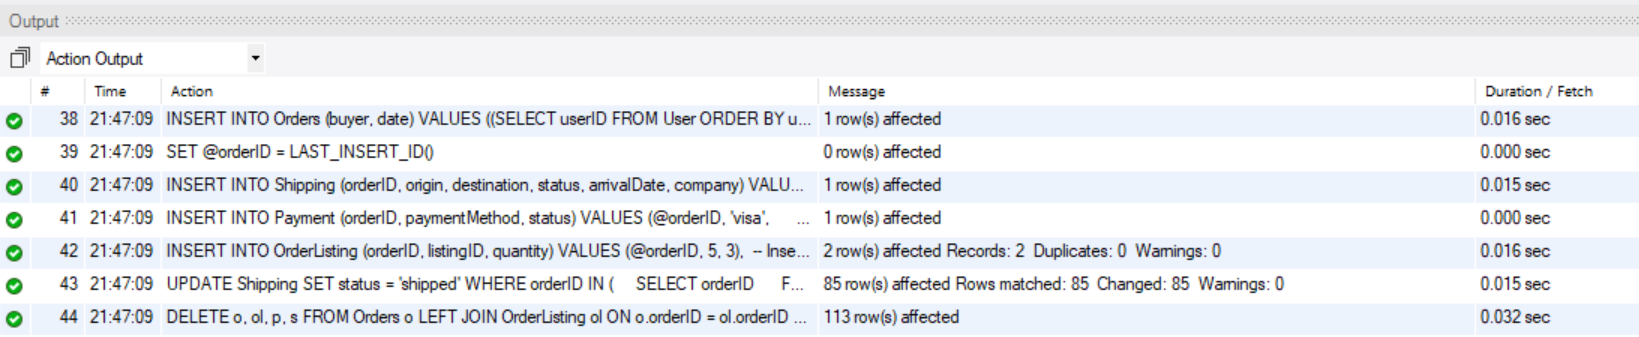 Output
Action Output
# Time Action Message Duration / Fetch
38 21:47:09 INSERT INTO Orders (buyer, date) VALUES ((SELECT userID FROM User ORDER BY u... 1 row(s) affected 0.016 sec
39 21:47:09 SET @orderID = LAST_INSERT_ID() 0 row(s) affected 0.000 sec
40 21:47:09 INSERT INTO Shipping (orderID, origin, destination, status, arrivalDate, company) VALU... 1 row(s) affected 0.015 sec
41 21:47:09 INSERT INTO Payment (orderID, paymentMethod, status) VALUES (@orderID, 'visa', ... 1 row(s) affected 0.000 sec
42 21:47:09 INSERT INTO OrderListing (orderID, listingID, quantity) VALUES (@orderID, 5, 3), -- Inse... 2 row(s) affected Records: 2 Duplicates: 0 Warnings: 0 0.016 sec
43 21:47:09 UPDATE Shipping SET status = 'shipped' WHERE orderID IN ( SELECT orderID F... 85 row(s) affected Rows matched: 85 Changed: 85 Warnings: 0 0.015 sec
44 21:47:09 DELETE o, ol, p, s FROM Orders o LEFT JOIN OrderListing ol ON o.orderID = ol.orderID ... 113 row(s) affected 0.032 sec